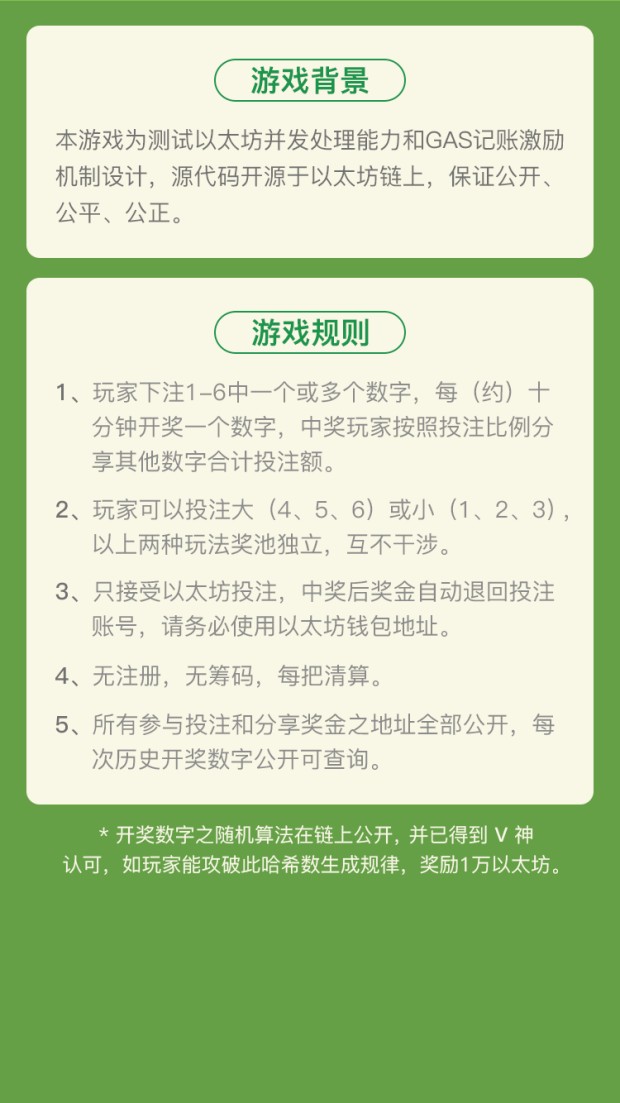 游戏背景
本游戏为测试以太坊并发处理能力和GAS记账激励
机制设计，源代码开源于以太坊链上，保证公开、
公平、公正。
游戏规则
1、玩家下注1-6中一个或多个数字，每（约）十
分钟开奖一个数字，中奖玩家按照投注比例分
享其他数字合计投注额。
2、玩家可以投注大（4、5、6）或小（1、2、3），
以上两种玩法奖池独立，互不干涉。
3、只接受以太坊投注，中奖后奖金自动退回投注
账号，请务必使用以太坊钱包地址。
4、无注册，无筹码，每把清算。
5、所有参与投注和分享奖金之地址全部公开，每
次历史开奖数字公开可查询。
* 开奖数字之随机算法在链上公开, 并已得到 V 神
认可，如玩家能攻破此哈希数生成规律，奖励1万以太坊。